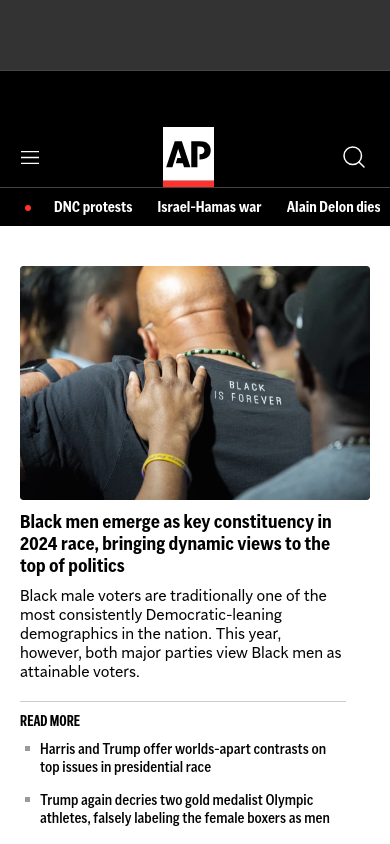 AP
DNC protests Israel-Hamas war Alain Delon dies
BLACK
IS FOREVER
Black men emerge as key constituency in
2024 race, bringing dynamic views to the
top of politics
Black male voters are traditionally one of the
most consistently Democratic-leaning
demographics in the nation. This year,
however, both major parties view Black men as
attainable voters.
READ MORE
Harris and Trump offer worlds-apart contrasts on
top issues in presidential race
Trump again decries two gold medalist Olympic
athletes, falsely labeling the female boxers as men